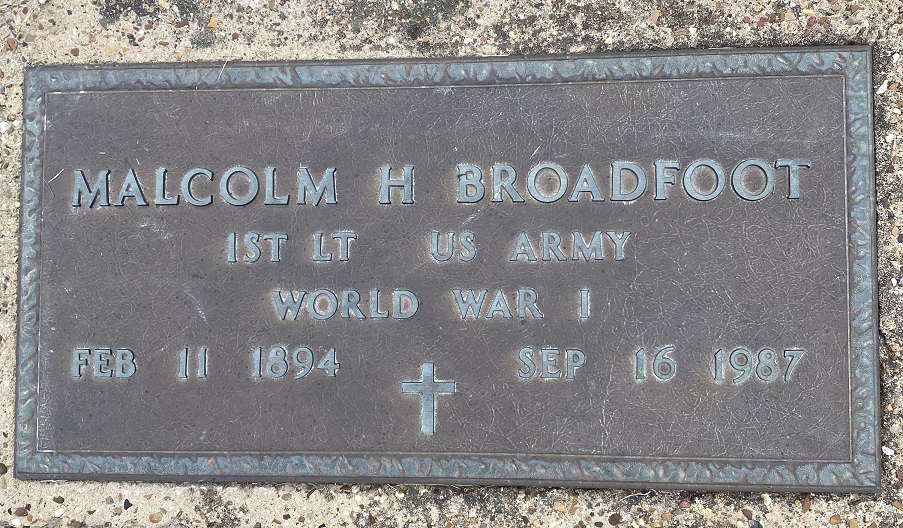 MALCOLM H BROADFOOT
1ST LT US ARMY
WORLD WAR I
FEB 11 1894 SEP 16 1987